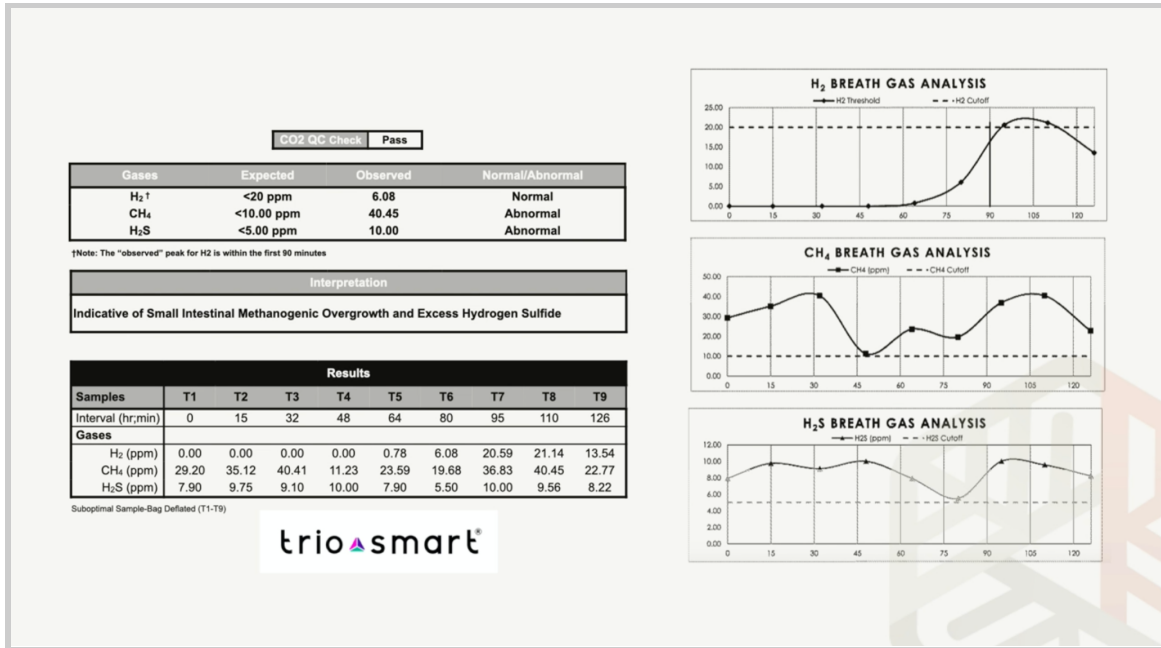 CO2 QC Check Pass
Gases Expected Observed Normal/Abnormal
H₂ † <20 ppm 6.08 Normal
CH₄ <10.00 ppm 40.45 Abnormal
H₂S <5.00 ppm 10.00 Abnormal
†Note: The “observed” peak for H2 is within the first 90 minutes
Interpretation
Indicative of Small Intestinal Methanogenic Overgrowth and Excess Hydrogen Sulfide
Results
Samples T1 T2 T3 T4 T5 T6 T7 T8 T9
Interval (hr;min) 0 15 32 48 64 80 95 110 126
Gases
H₂ (ppm) 0.00 0.00 0.00 0.00 0.78 6.08 20.59 21.14 13.54
CH₄ (ppm) 29.20 35.12 40.41 11.23 23.59 19.68 36.83 40.45 22.77
H₂S (ppm) 7.90 9.75 9.10 10.00 7.90 5.50 10.00 9.56 8.22
Suboptimal Sample-Bag Deflated (T1-T9)
trio smart®
H₂ BREATH GAS ANALYSIS
H2 Threshold H2 Cutoff
25.00
20.00
15.00
10.00
5.00
0.00
0 15 30 45 60 75 90 105 120
CH₄ BREATH GAS ANALYSIS
CH4 (ppm) CH4 Cutoff
50.00
40.00
30.00
20.00
10.00
0.00
0 15 30 45 60 75 90 105 120
H₂S BREATH GAS ANALYSIS
H2S (ppm) H2S Cutoff
12.00
10.00
8.00
6.00
4.00
2.00
0.00
0 15 30 45 60 75 90 105 120